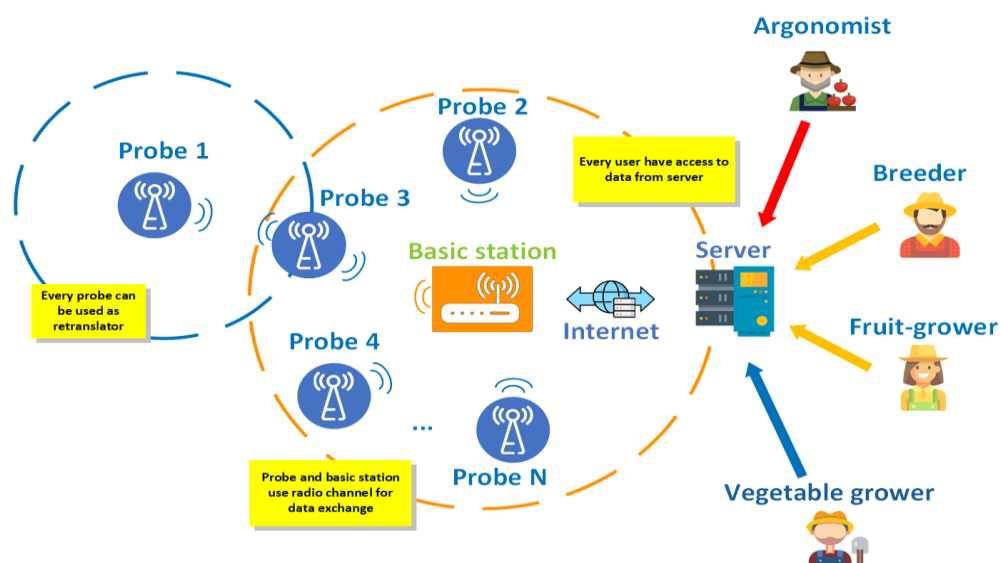 Argonomist
Probe 2
Probe 1
Every user have access to
data from server
Breeder
Probe 3
Basic station
Server
Every probe can
be used as
retranslator
Internet
Fruit-grower
Probe 4
...
Probe N
Probe and basic station
use radio channel for
data exchange
Vegetable grower